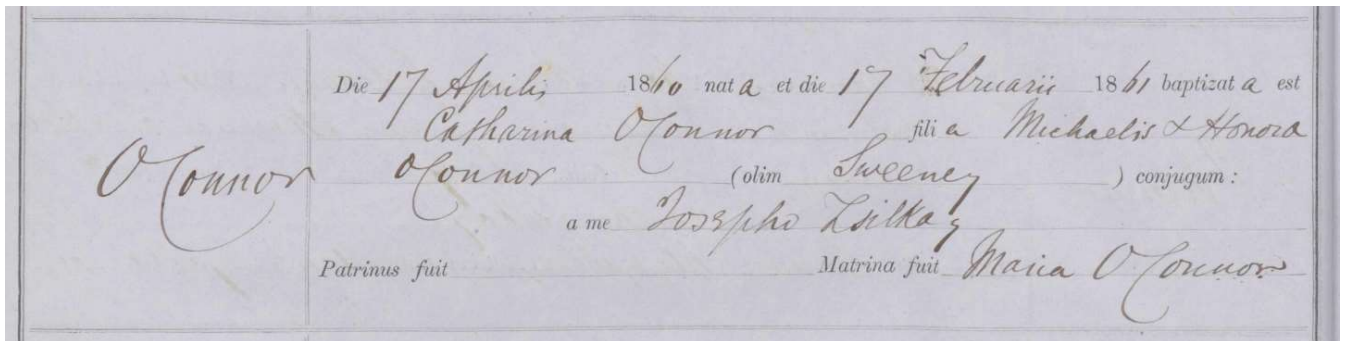 Die 17 Aprilis 1860 nata et die 17 Februarii 1861 baptizata est
Catharina O'Connor filia Michaelis & Honora
O'Connor O'Connor (olim Sweeney) conjugum:
a me Josepho Zsilkay
Patrinus fuit Matrina fuit Maria O'Connor